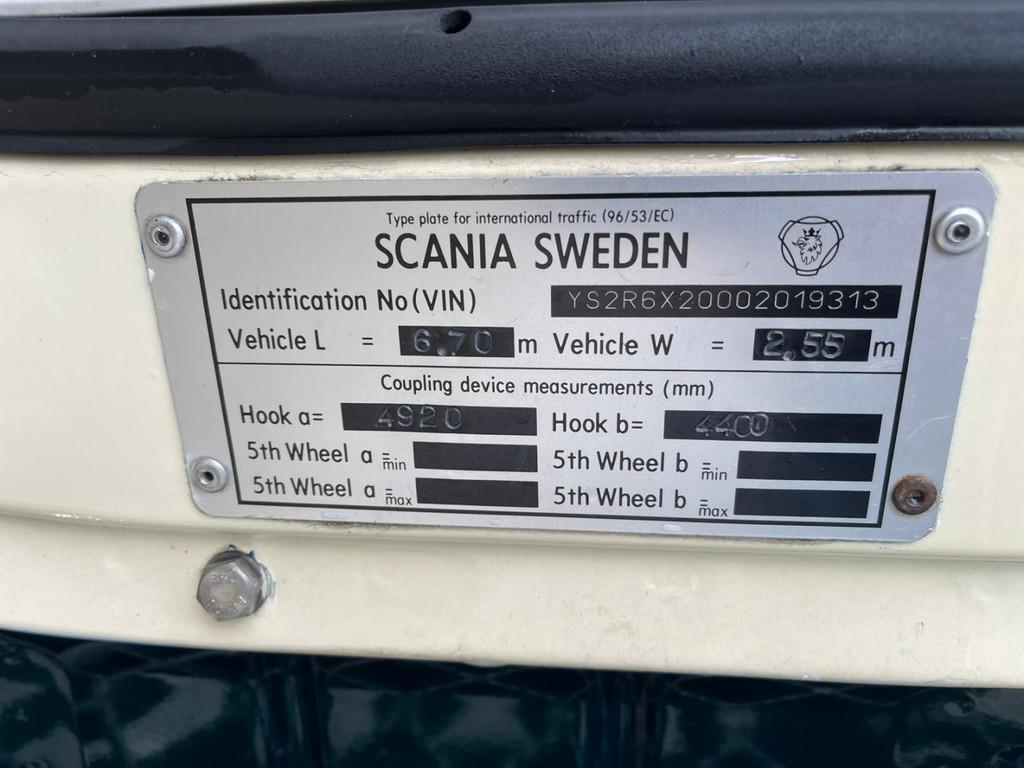 Type plate for international traffic (96/53/EC)
SCANIA SWEDEN
Identification No (VIN) YS2R6X20002019313
Vehicle L = 6.70 m Vehicle W = 2.55 m
Coupling device measurements (mm)
Hook a= 4920 Hook b= 4400
5th Wheel a = min 5th Wheel b = min
5th Wheel a = max 5th Wheel b = max